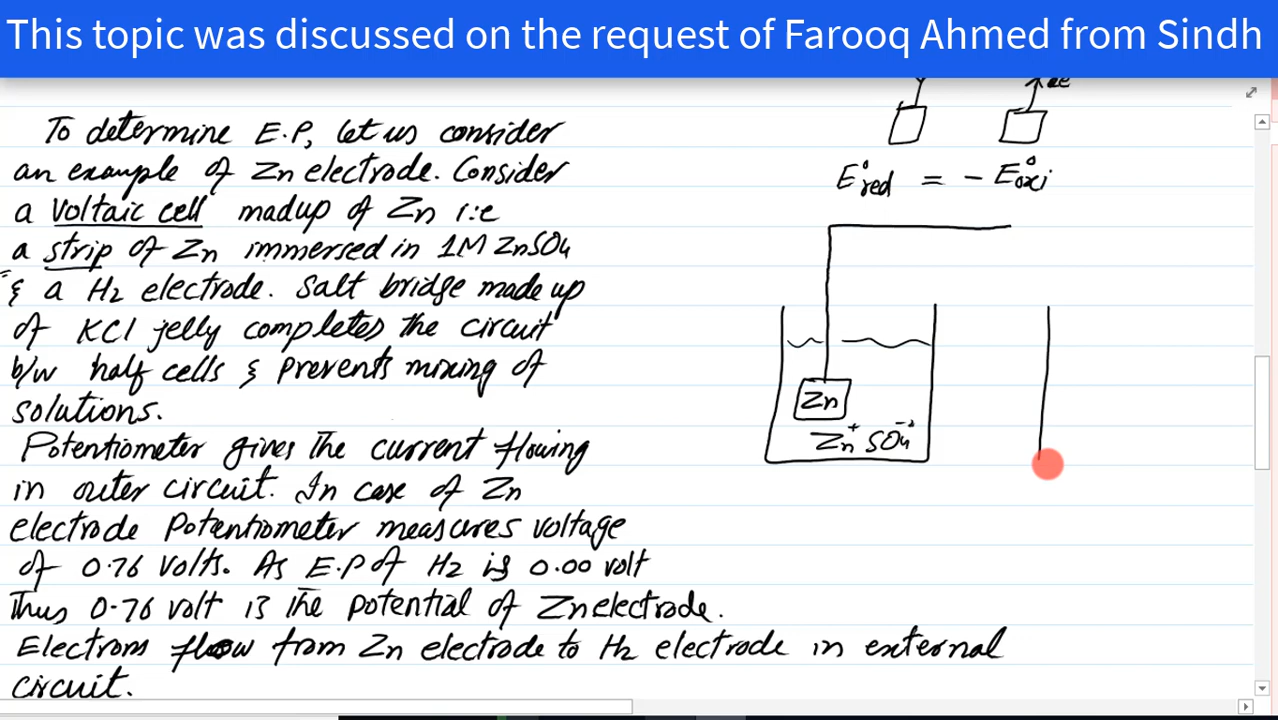 This topic was discussed on the request of Farooq Ahmed from Sindh
To determine E.P, let us consider
an example of Zn electrode. Consider
a voltaic cell madup of Zn i:e
a strip of Zn immersed in 1M ZnSO4
& a H2 electrode. Salt bridge made up
of KCl jelly completes the circuit
b/w half cells & prevents mixing of
solutions.
Potentiometer gives the current flowing
in outer circuit. In case of Zn
electrode Potentiometer measures voltage
of 0.76 volts. As E.P of H2 is 0.00 volt
Thus 0.76 volt is the potential of Zn electrode.
Electrons flow from Zn electrode to H2 electrode in external
circuit.
E°red = - E°oxi
Zn
Zn+ SO4-2